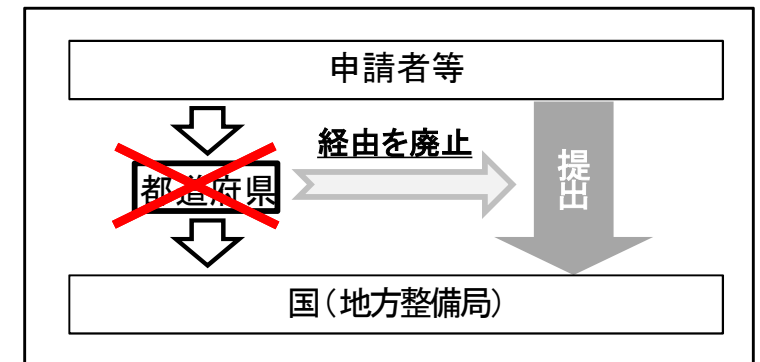 申請者等
経由を廃止
都道府県
提出
国（地方整備局）